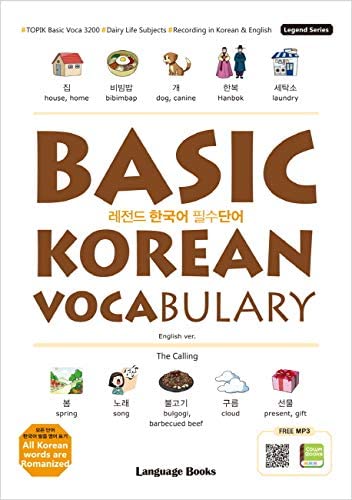 #TOPIK Basic Voca 3200 #Dairy Life Subjects #Recording in Korean & English
Legend Series
집 비빔밥 개 한복 세탁소
house, home bibimbap dog, canine Hanbok laundry
BASIC
레전드 한국어 필수단어
KOREAN
VOCABULARY
English ver.
The Calling
봄 노래 불고기 구름 선물
spring song bulgogi, barbecued beef cloud present, gift
모든 단어
한국어 발음 영어 표기
All Korean
words are
Romanized
FREE MP3
Language Books